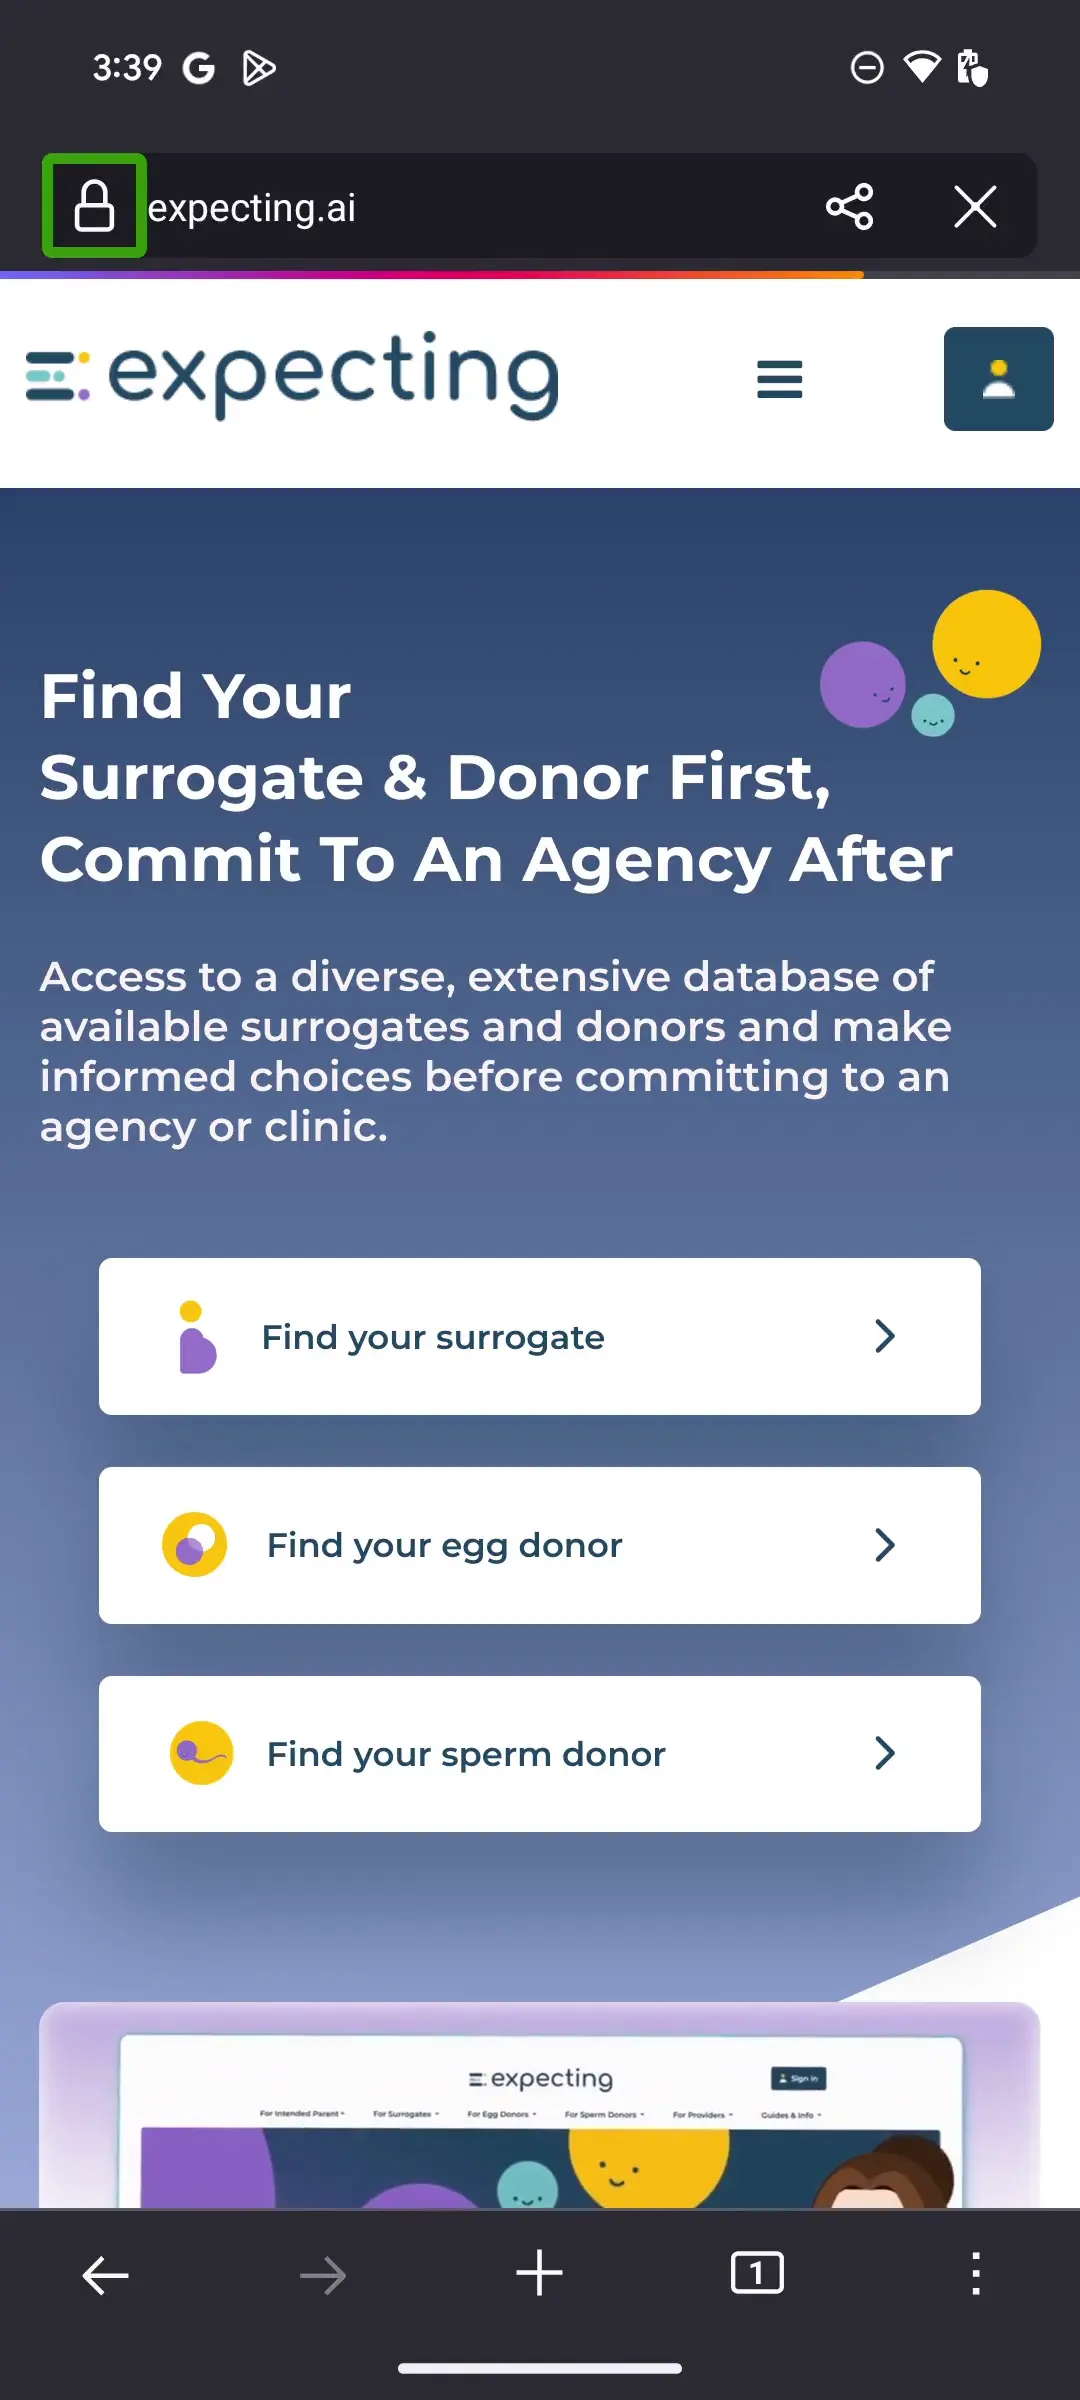 3:39
expecting.ai
expecting
Find Your
Surrogate & Donor First,
Commit To An Agency After
Access to a diverse, extensive database of
available surrogates and donors and make
informed choices before committing to an
agency or clinic.
Find your surrogate
Find your egg donor
Find your sperm donor
expecting
Sign In
For Intended Parent
For Surrogates
For Egg Donors
For Sperm Donors
For Providers
Guides & Info
1